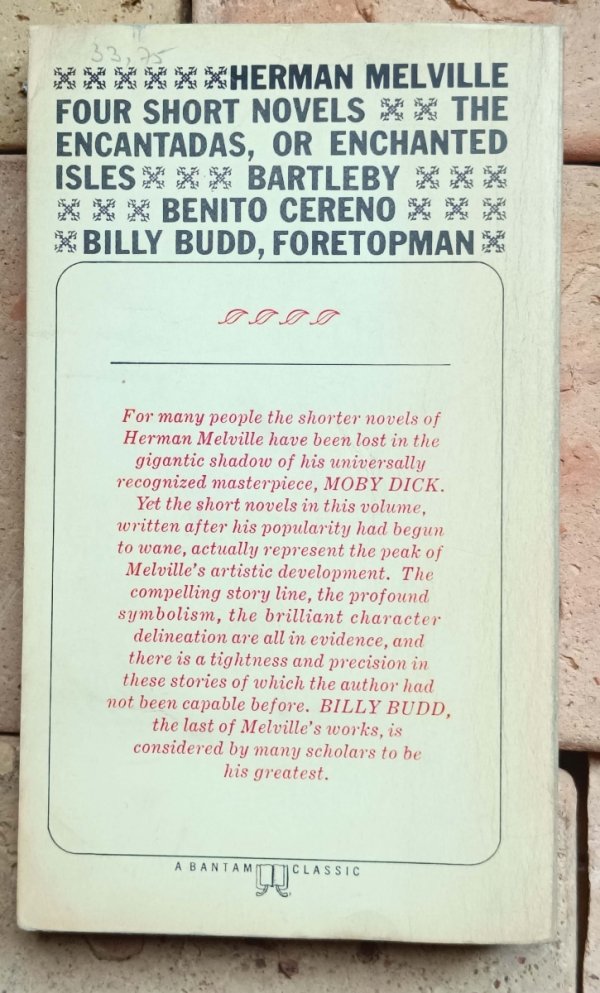 33,75
HERMAN MELVILLE
FOUR SHORT NOVELS THE
ENCANTADAS, OR ENCHANTED
ISLES BARTLEBY
BENITO CERENO
BILLY BUDD, FORETOPMAN
For many people the shorter novels of
Herman Melville have been lost in the
gigantic shadow of his universally
recognized masterpiece, MOBY DICK.
Yet the short novels in this volume,
written after his popularity had begun
to wane, actually represent the peak of
Melville's artistic development. The
compelling story line, the profound
symbolism, the brilliant character
delineation are all in evidence, and
there is a tightness and precision in
these stories of which the author had
not been capable before. BILLY BUDD,
the last of Melville's works, is
considered by many scholars to be
his greatest.
A BANTAM CLASSIC